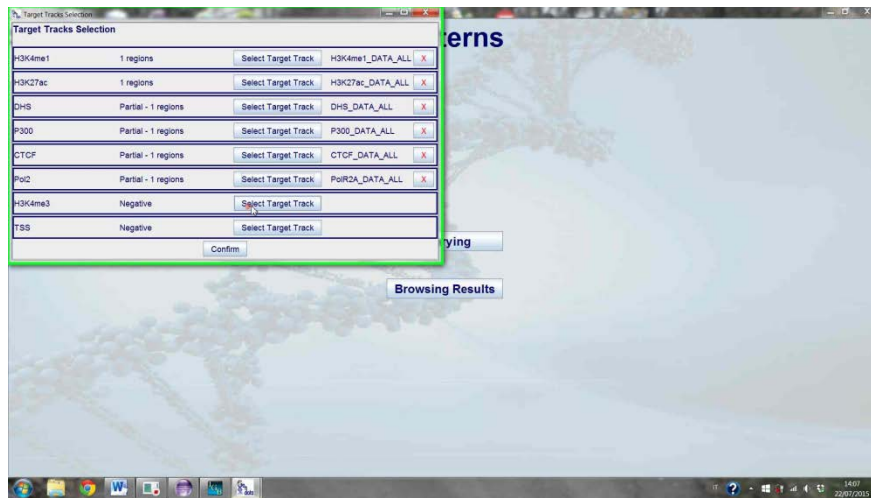 Target Tracks Selection
Target Tracks Selection
erns
H3K4me1 1 regions Select Target Track H3K4me1_DATA_ALL X
H3K27ac 1 regions Select Target Track H3K27ac_DATA_ALL X
DHS Partial - 1 regions Select Target Track DHS_DATA_ALL X
P300 Partial - 1 regions Select Target Track P300_DATA_ALL X
CTCF Partial - 1 regions Select Target Track CTCF_DATA_ALL X
Pol2 Partial - 1 regions Select Target Track PolR2A_DATA_ALL X
H3K4me3 Negative Select Target Track
TSS Negative Select Target Track
Confirm
rying
Browsing Results
IT 14:07
22/07/2015